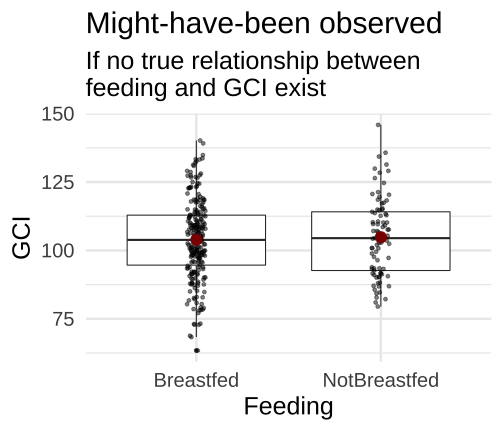 Might-have-been observed
If no true relationship between
feeding and GCI exist
150
125
100
75
GCI
Breastfed
NotBreastfed
Feeding